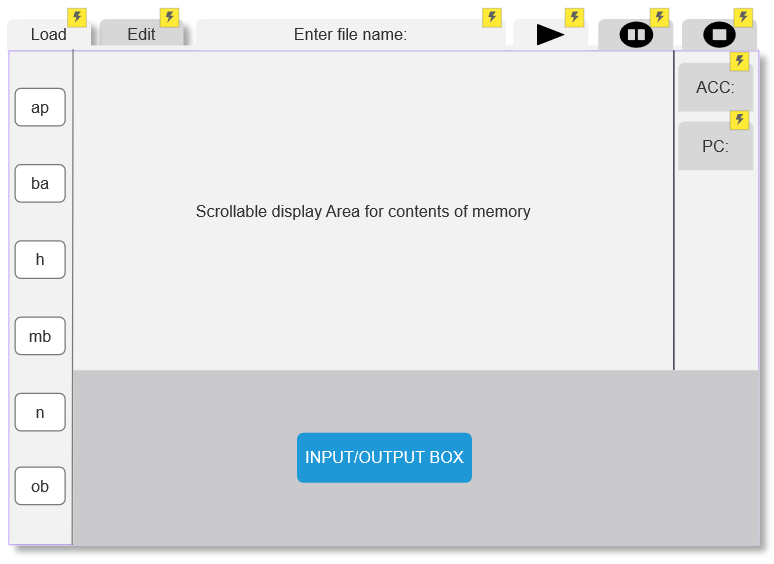 Load
Edit
Enter file name:
ap
ba
h
mb
n
ob
Scrollable display Area for contents of memory
ACC:
PC:
INPUT/OUTPUT BOX